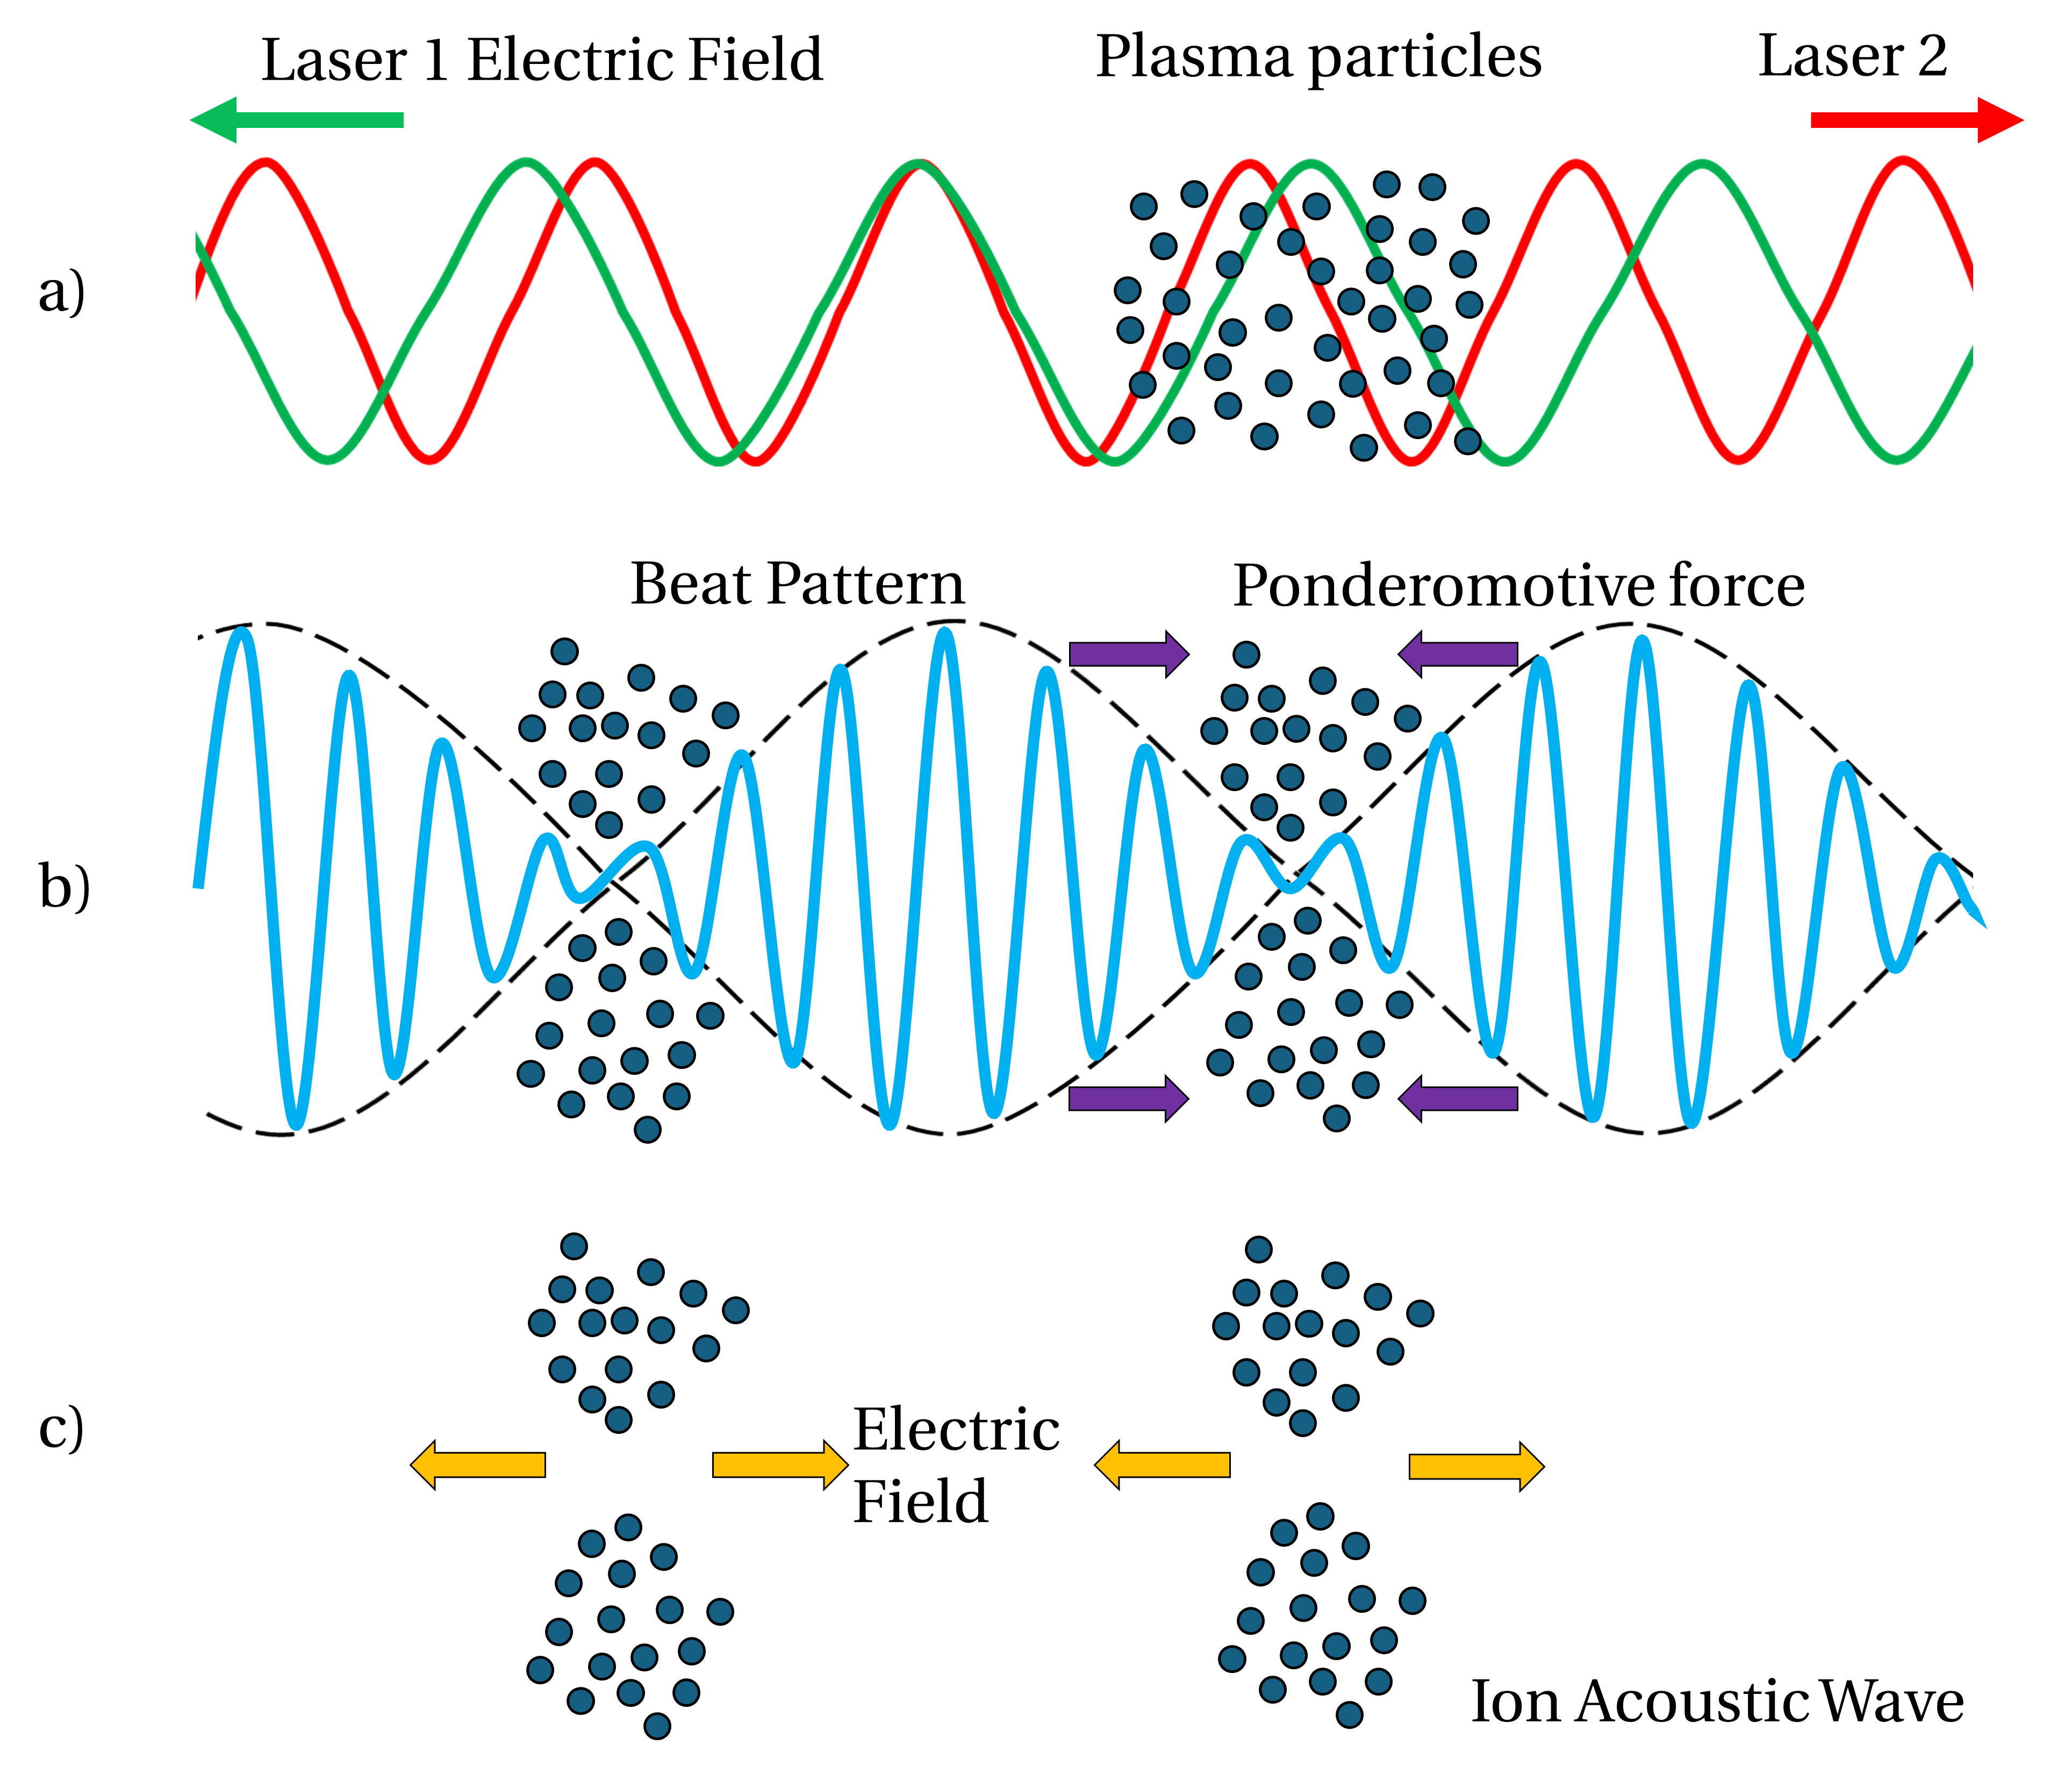 Laser 1 Electric Field
Plasma particles
Laser 2
a)
Beat Pattern
Ponderomotive force
b)
c)
Electric
Field
Ion Acoustic Wave